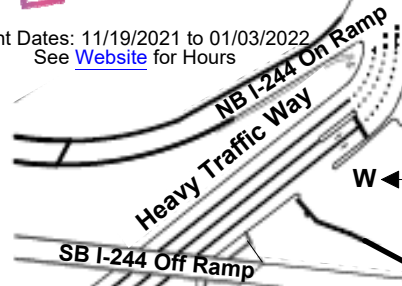 nt Dates: 11/19/2021 to 01/03/2022
See Website for Hours
NB I-244 On Ramp
Heavy Traffic Way
W
SB I-244 Off Ramp